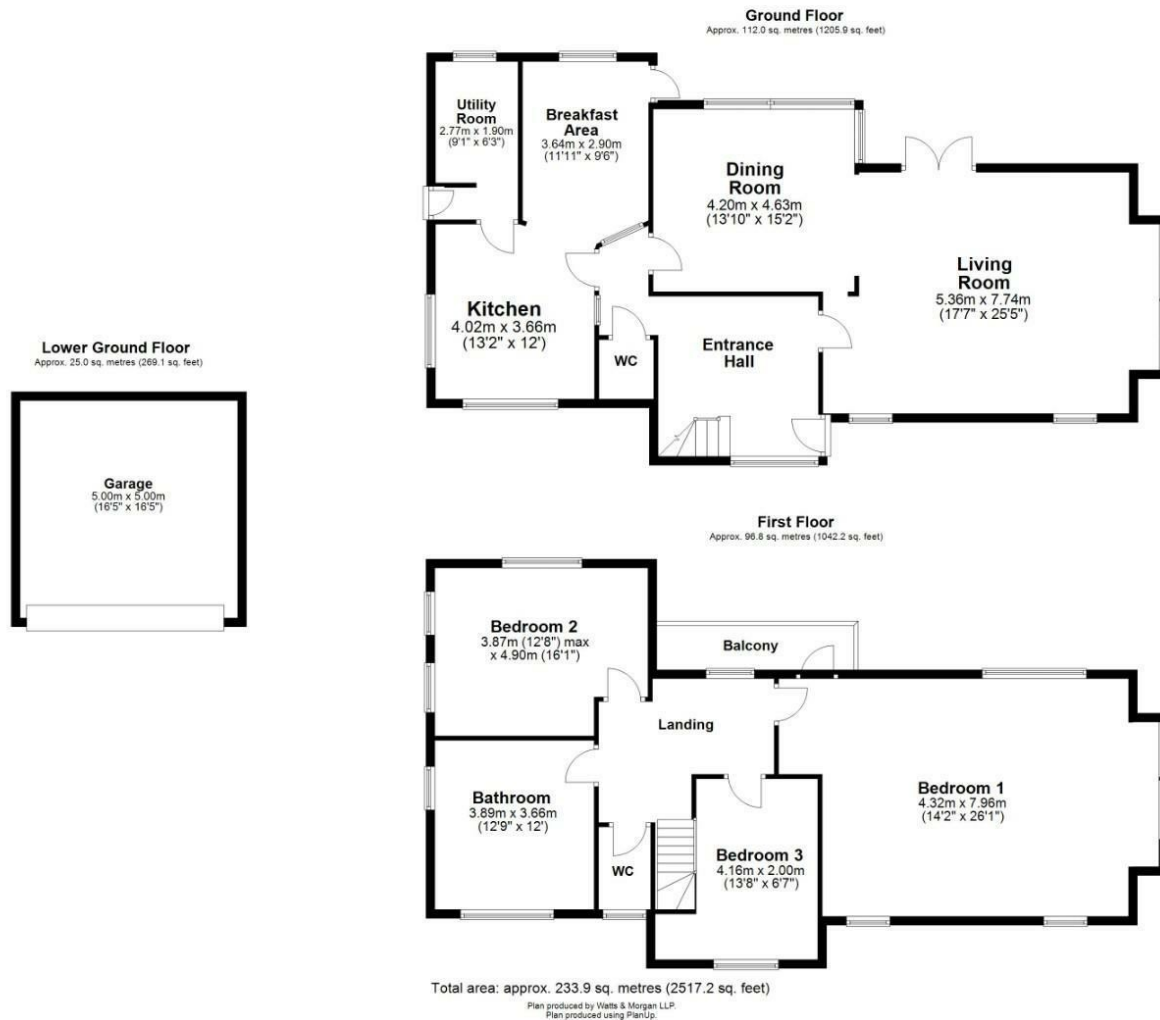 Ground Floor
Approx. 112.0 sq. metres (1205.9 sq. feet)
Utility
Room
2.77m x 1.90m
(9'1" x 6'3")
Breakfast
Area
3.64m x 2.90m
(11'11" x 9'6")
Dining
Room
4.20m x 4.63m
(13'10" x 15'2")
Living
Room
5.36m x 7.74m
(17'7" x 25'5")
Kitchen
4.02m x 3.66m
(13'2" x 12')
WC
Entrance
Hall
Lower Ground Floor
Approx. 25.0 sq. metres (269.1 sq. feet)
Garage
5.00m x 5.00m
(16'5" x 16'5")
First Floor
Approx. 96.8 sq. metres (1042.2 sq. feet)
Bedroom 2
3.87m (12'8") max
x 4.90m (16'1")
Balcony
Landing
Bedroom 1
4.32m x 7.96m
(14'2" x 26'1")
Bathroom
3.89m x 3.66m
(12'9" x 12')
WC
Bedroom 3
4.16m x 2.00m
(13'8" x 6'7")
Total area: approx. 233.9 sq. metres (2517.2 sq. feet)
Plan produced by Watts & Morgan LLP.
Plan produced using PlanUp.